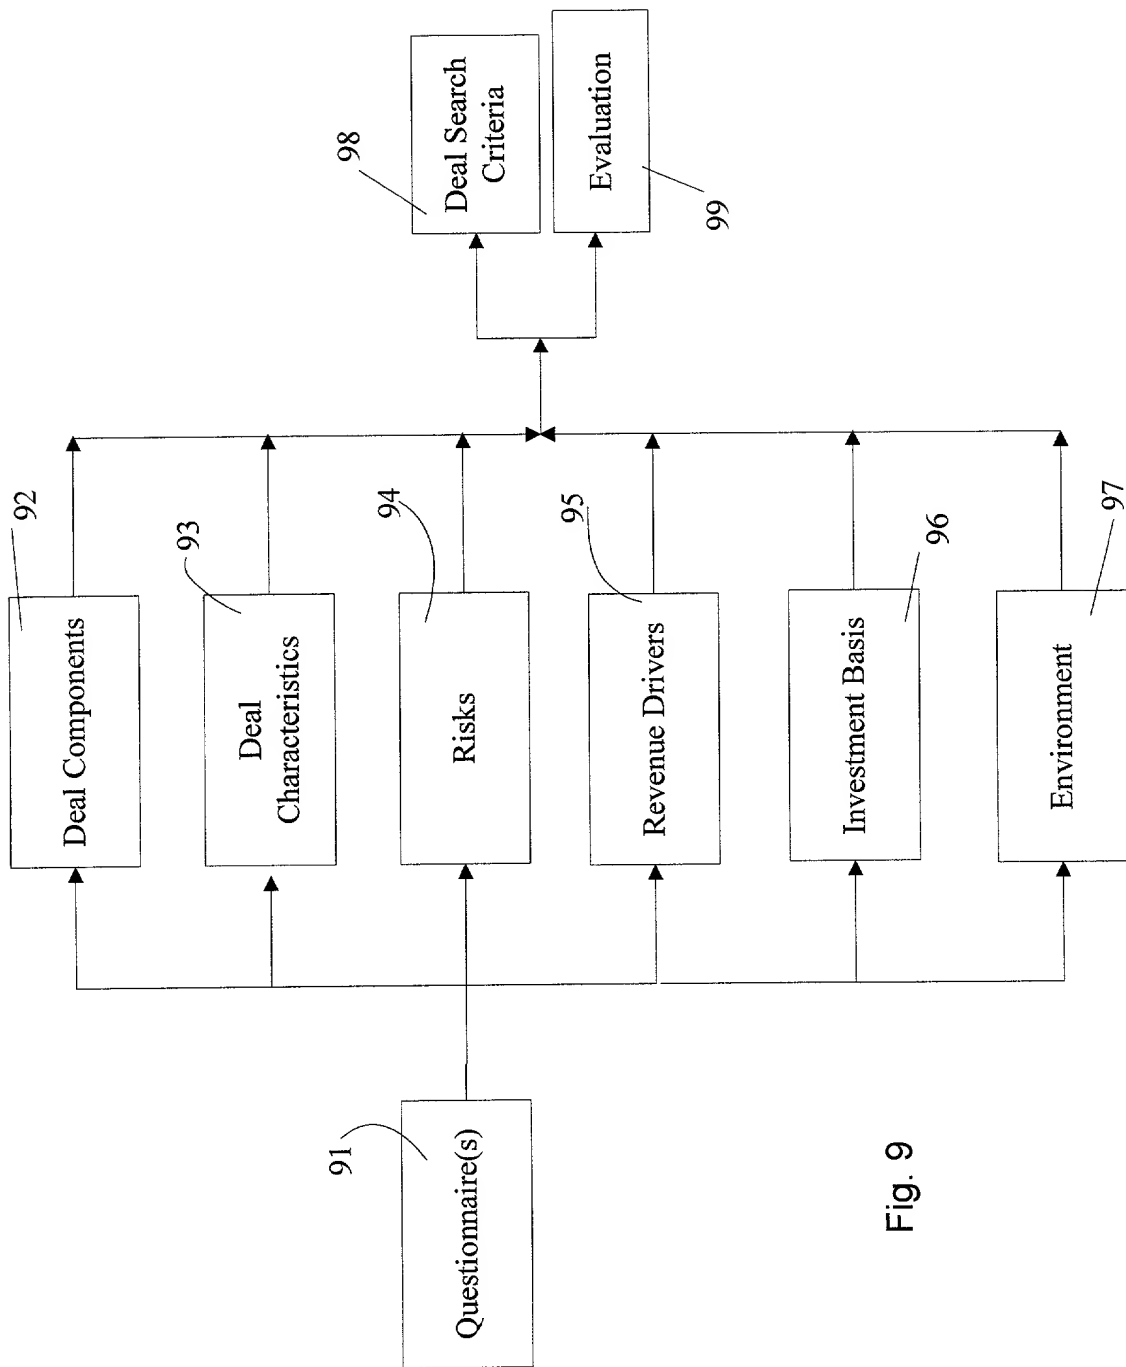 91
Questionnaire(s)
92
Deal Components
93
Deal
Characteristics
94
Risks
95
Revenue Drivers
96
Investment Basis
97
Environment
98
Deal Search
Criteria
99
Evaluation
Fig. 9